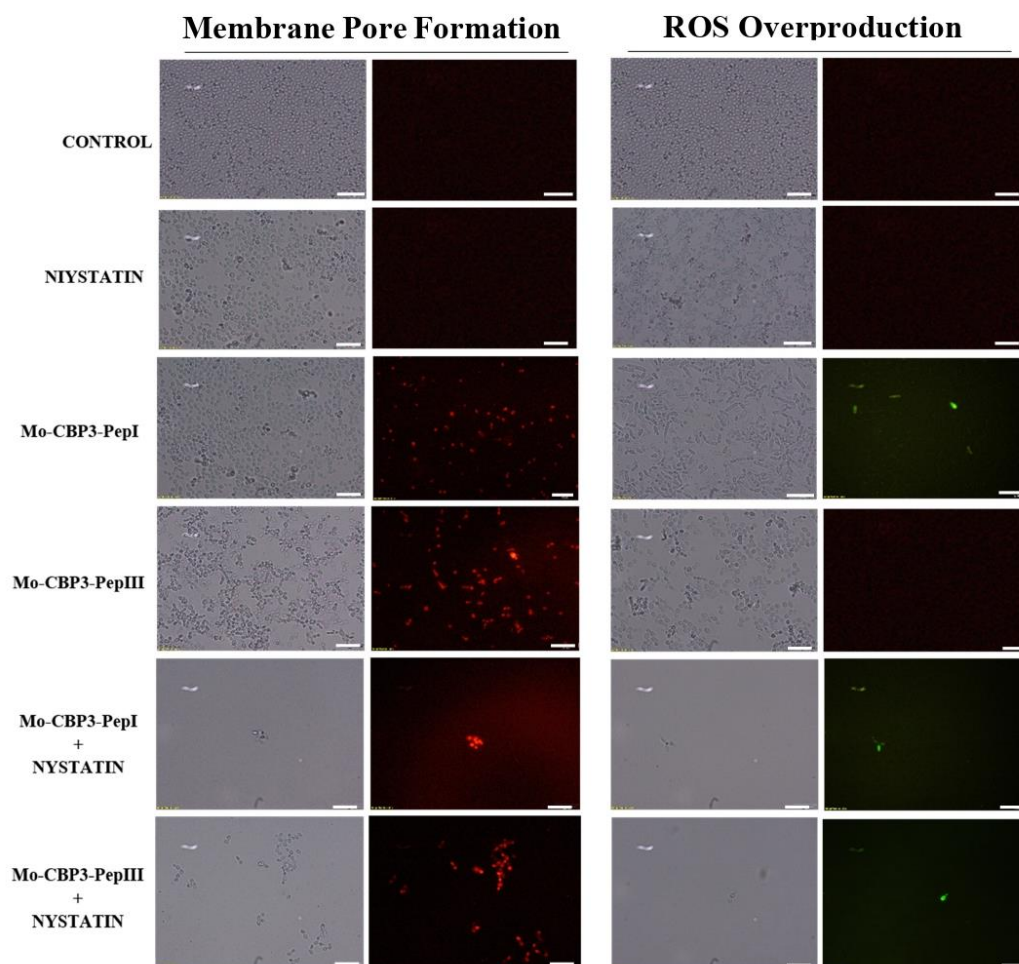 Membrane Pore Formation
ROS Overproduction
CONTROL
NIYSTATIN
Mo-CBP3-PepI
Mo-CBP3-PepIII
Mo-CBP3-PepI
+
NYSTATIN
Mo-CBP3-PepIII
+
NYSTATIN